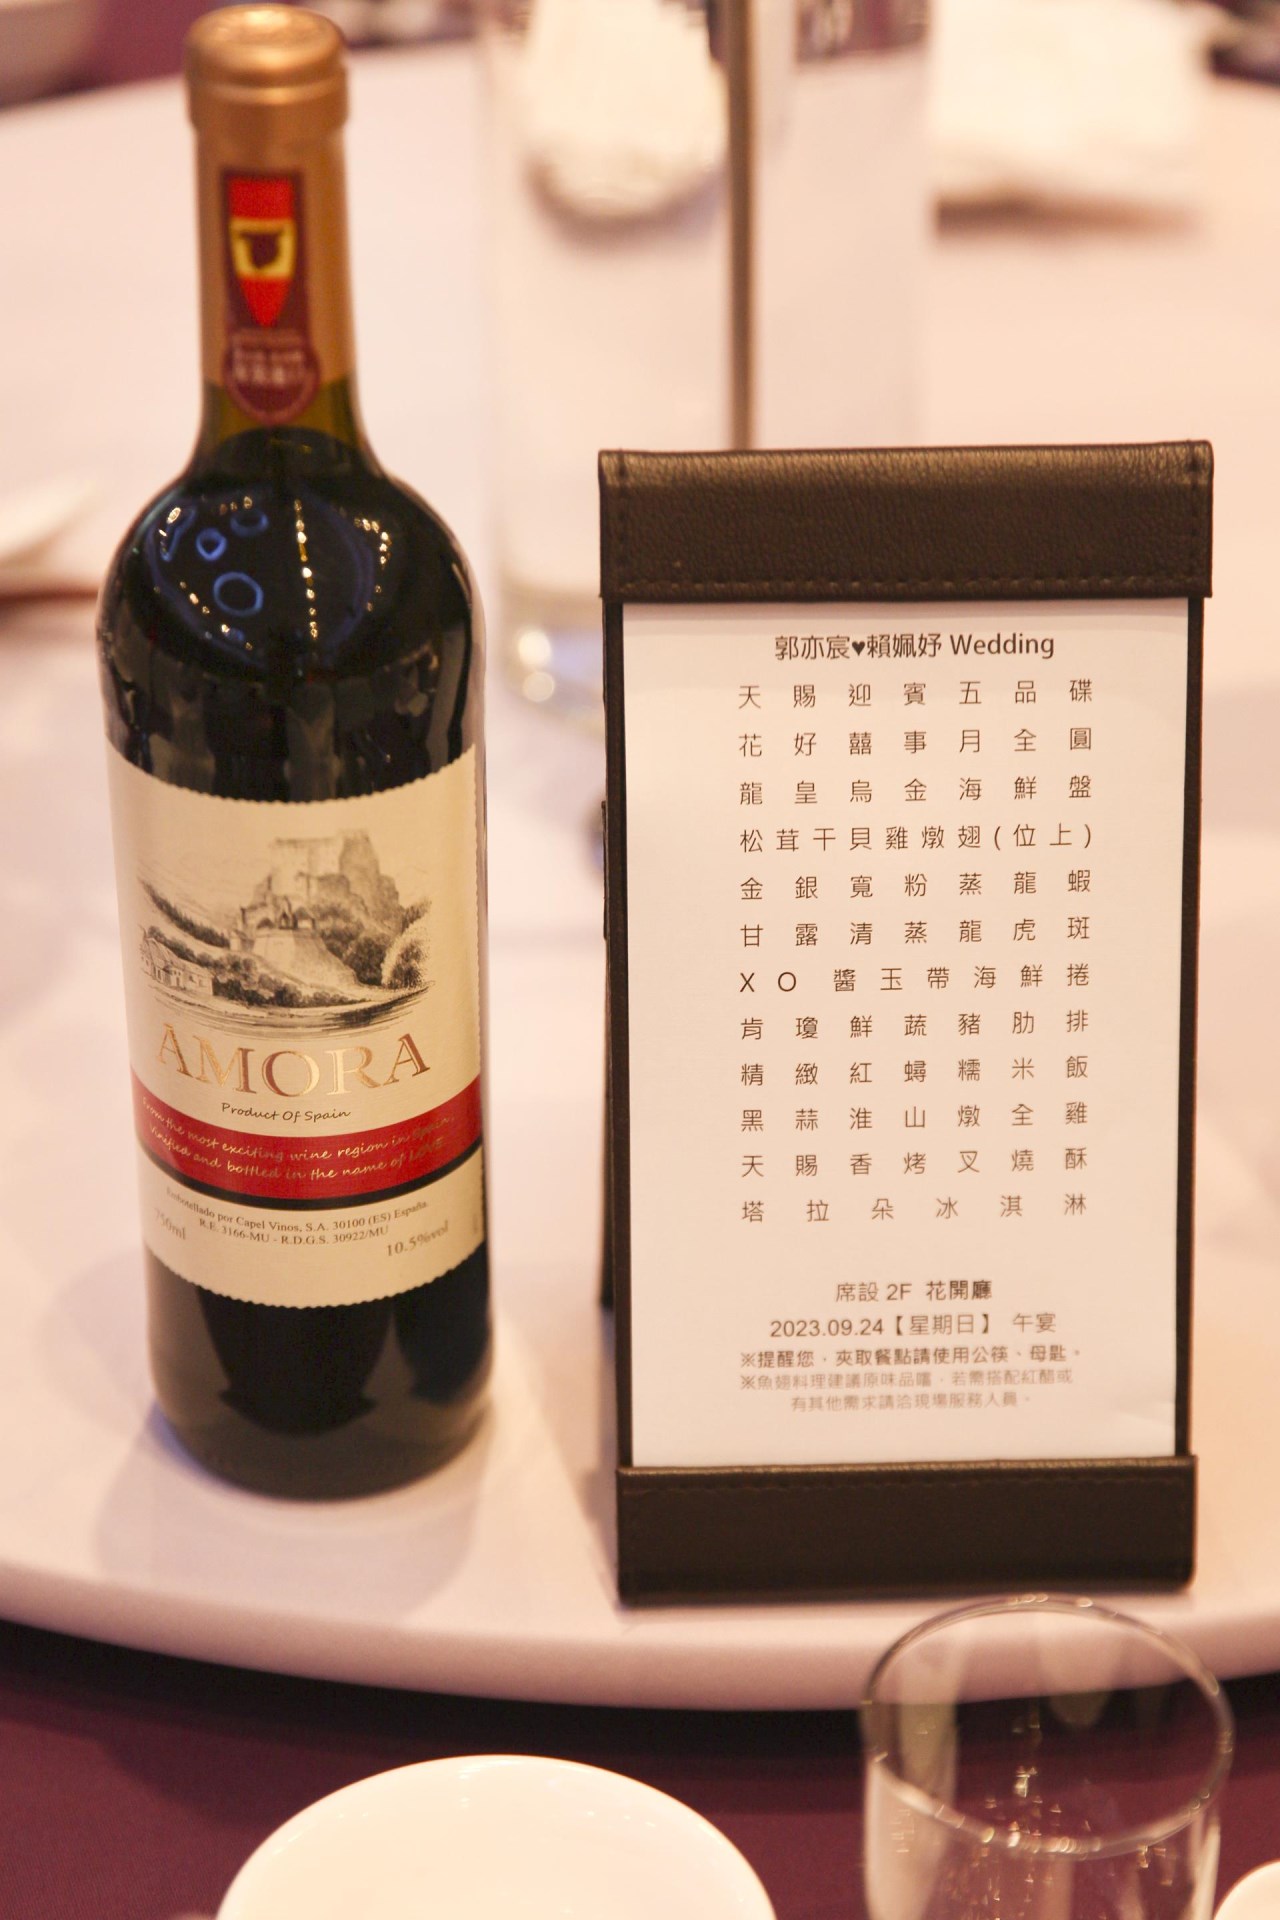 AMORA
Product Of Spain
From the most exciting wine region in Spain,
Vinified and bottled in the name of LOVE
Embotellado por Capel Vinos, S.A. 30100 (ES) España.
R.E. 3166-MU - R.D.G.S. 30922/MU
750ml
10.5%vol
郭亦宸♥賴姵妤 Wedding
天賜迎賓五品碟
花好囍事月全圓
龍皇烏金海鮮盤
松茸干貝雞燉翅(位上)
金銀寬粉蒸龍蝦
甘露清蒸龍虎斑
XO 醬玉帶海鮮捲
肯瓊鮮蔬豬肋排
精緻紅蟳糯米飯
黑蒜淮山燉全雞
天賜香烤叉燒酥
塔拉朵冰淇淋
席設 2F 花開廳
2023.09.24【星期日】 午宴
※提醒您，夾取餐點請使用公筷、母匙。
※魚翅料理建議原味品嚐，若需搭配紅醋或
有其他需求請洽現場服務人員。